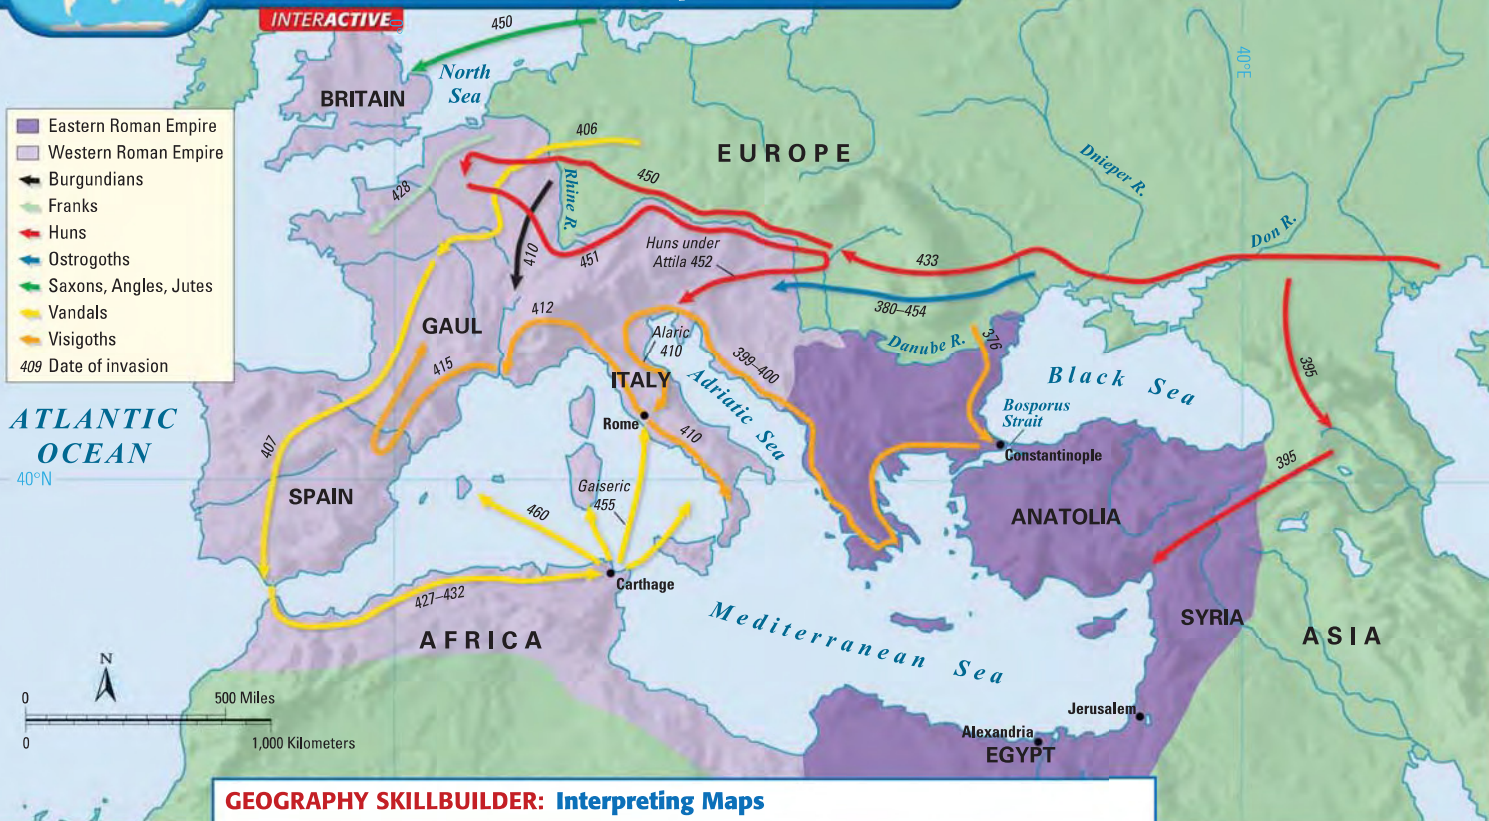 INTERACTIVE
450
North
Sea
BRITAIN
Eastern Roman Empire
Western Roman Empire
Burgundians
Franks
Huns
Ostrogoths
Saxons, Angles, Jutes
Vandals
Visigoths
409 Date of invasion
406
EUROPE
40°E
Dnieper R.
428
Rhine R.
450
Don R.
410
451
Huns under
Attila 452
433
380–454
412
GAUL
Alaric
410
376
Danube R.
399–400
415
395
ITALY
Adriatic Sea
Black Sea
Bosporus
Strait
ATLANTIC
OCEAN
Rome
410
Constantinople
407
395
40°N
SPAIN
Gaiseric
455
460
ANATOLIA
Carthage
427–432
Mediterranean Sea
SYRIA
ASIA
AFRICA
N
0
500 Miles
0
1,000 Kilometers
Jerusalem
Alexandria
EGYPT
GEOGRAPHY SKILLBUILDER: Interpreting Maps